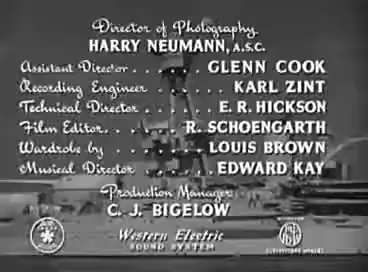 Director of Photography
HARRY NEUMANN, A.S.C.
Assistant Director . . . . . . GLENN COOK
Recording Engineer . . . . . . KARL ZINT
Technical Director . . . . . E. R. HICKSON
Film Editor . . . . . . R. SCHOENGARTH
Wardrobe by . . . . . LOUIS BROWN
Musical Director . . . . . . EDWARD KAY
Production Manager
C. J. BIGELOW
Western Electric
SOUND SYSTEM